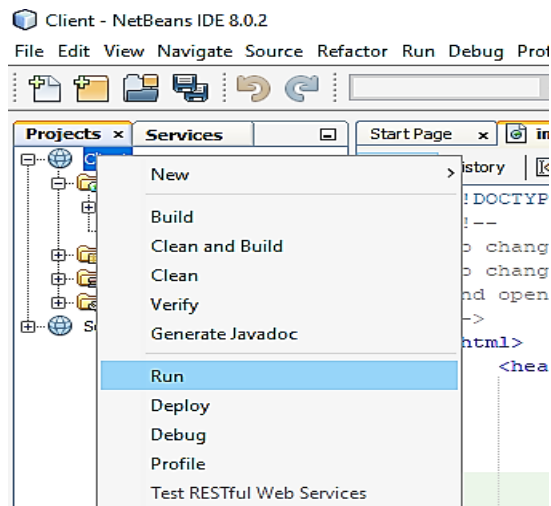 Client - NetBeans IDE 8.0.2
File Edit View Navigate Source Refactor Run Debug Prof
Projects × Services
Start Page × in
istory
New
Build
Clean and Build
Clean
Verify
Generate Javadoc
Run
Deploy
Debug
Profile
Test RESTful Web Services
!DOCTYP
!--
o chang
o chang
nd open
->
html>
<hea